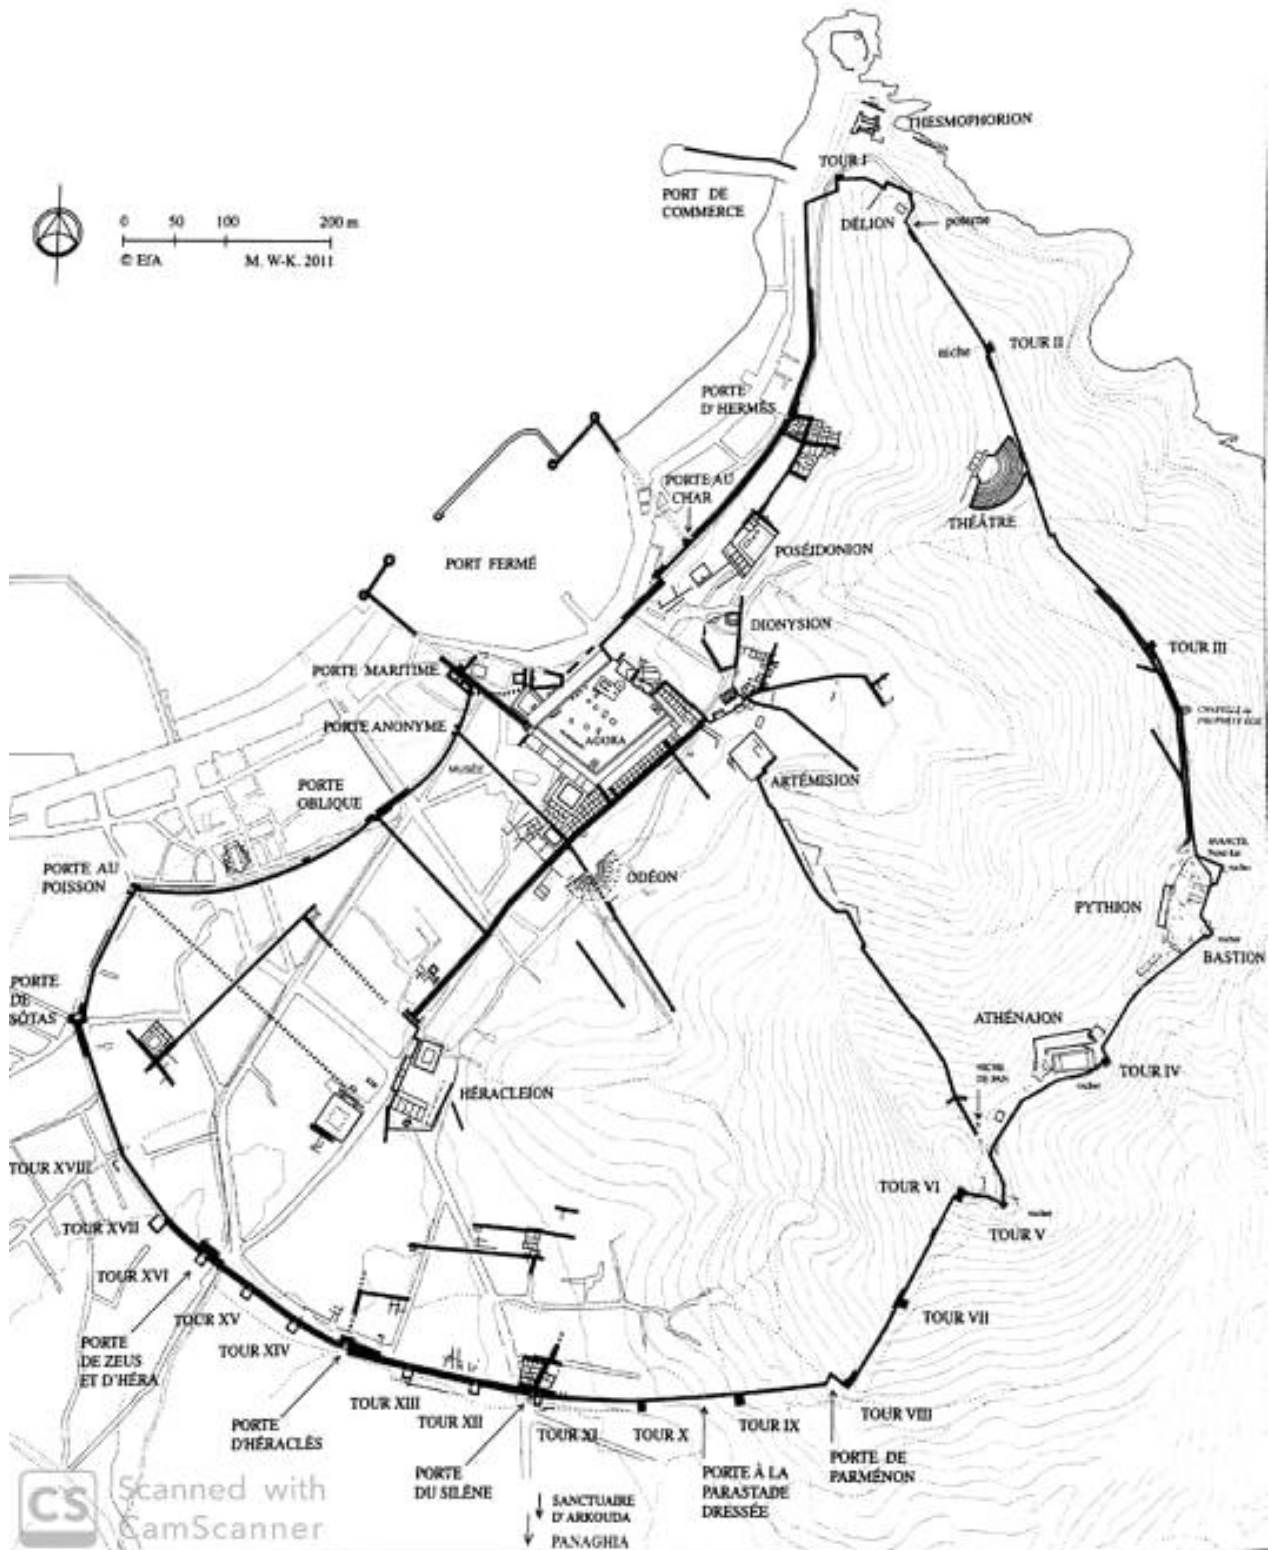 THESMOPHORION
TOUR I
PORT DE
COMMERCE
DÉLION
poterne
0 50 100 200 m
© EfA M. W-K. 2011
niche
TOUR II
PORTE
D'HERMÈS
PORTE AU
CHAR
THÉÂTRE
PORT FERMÉ
POSÉIDONION
DIONYSION
TOUR III
PORTE MARITIME
PORTE ANONYME
AGORA
MUSÉE
ARTÉMISION
PORTE
OBLIQUE
PORTE AU
POISSON
ODÉON
PYTHION
BASTION
PORTE
DE
SÔTAS
ATHÉNAION
NICHE
DE PAN
TOUR IV
HÉRACLEION
TOUR XVIII
TOUR VI
TOUR V
TOUR XVII
TOUR XVI
TOUR XV
TOUR VII
PORTE
DE ZEUS
ET D'HÉRA
TOUR XIV
TOUR XIII
TOUR XII
TOUR XI
TOUR X
TOUR IX
TOUR VIII
PORTE
D'HÉRACLÈS
PORTE
DU SILÈNE
PORTE À LA
PARASTADE
DRESSÉE
PORTE DE
PARMÉNON
SANCTUAIRE
D'ARKOUDA
PANAGHIA
CS
Scanned with
CamScanner